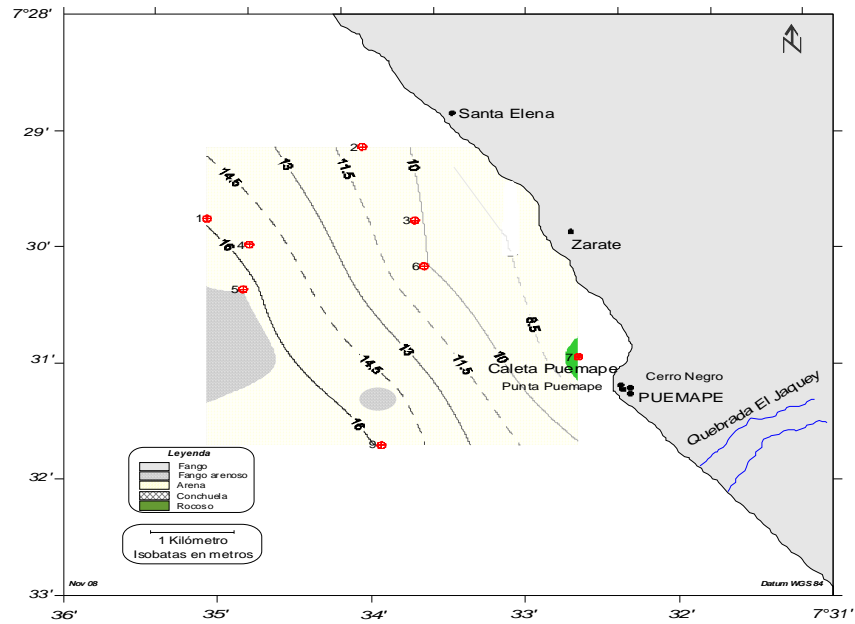 7°28'
29'
30'
31'
32'
33'
36'
35'
34'
33'
32'
7°31'
N
Santa Elena
Zarate
Caleta Puemape
Punta Puemape
Cerro Negro
PUEMAPE
Quebrada El Jaquey
14.5
13
11.5
10
16
8.5
10
11.5
13
14.5
16
1
2
3
4
5
6
7
9
Leyenda
Fango
Fango arenoso
Arena
Conchuela
Rocoso
1 Kilómetro
Isobatas en metros
Nov 08
Datum WGS 84